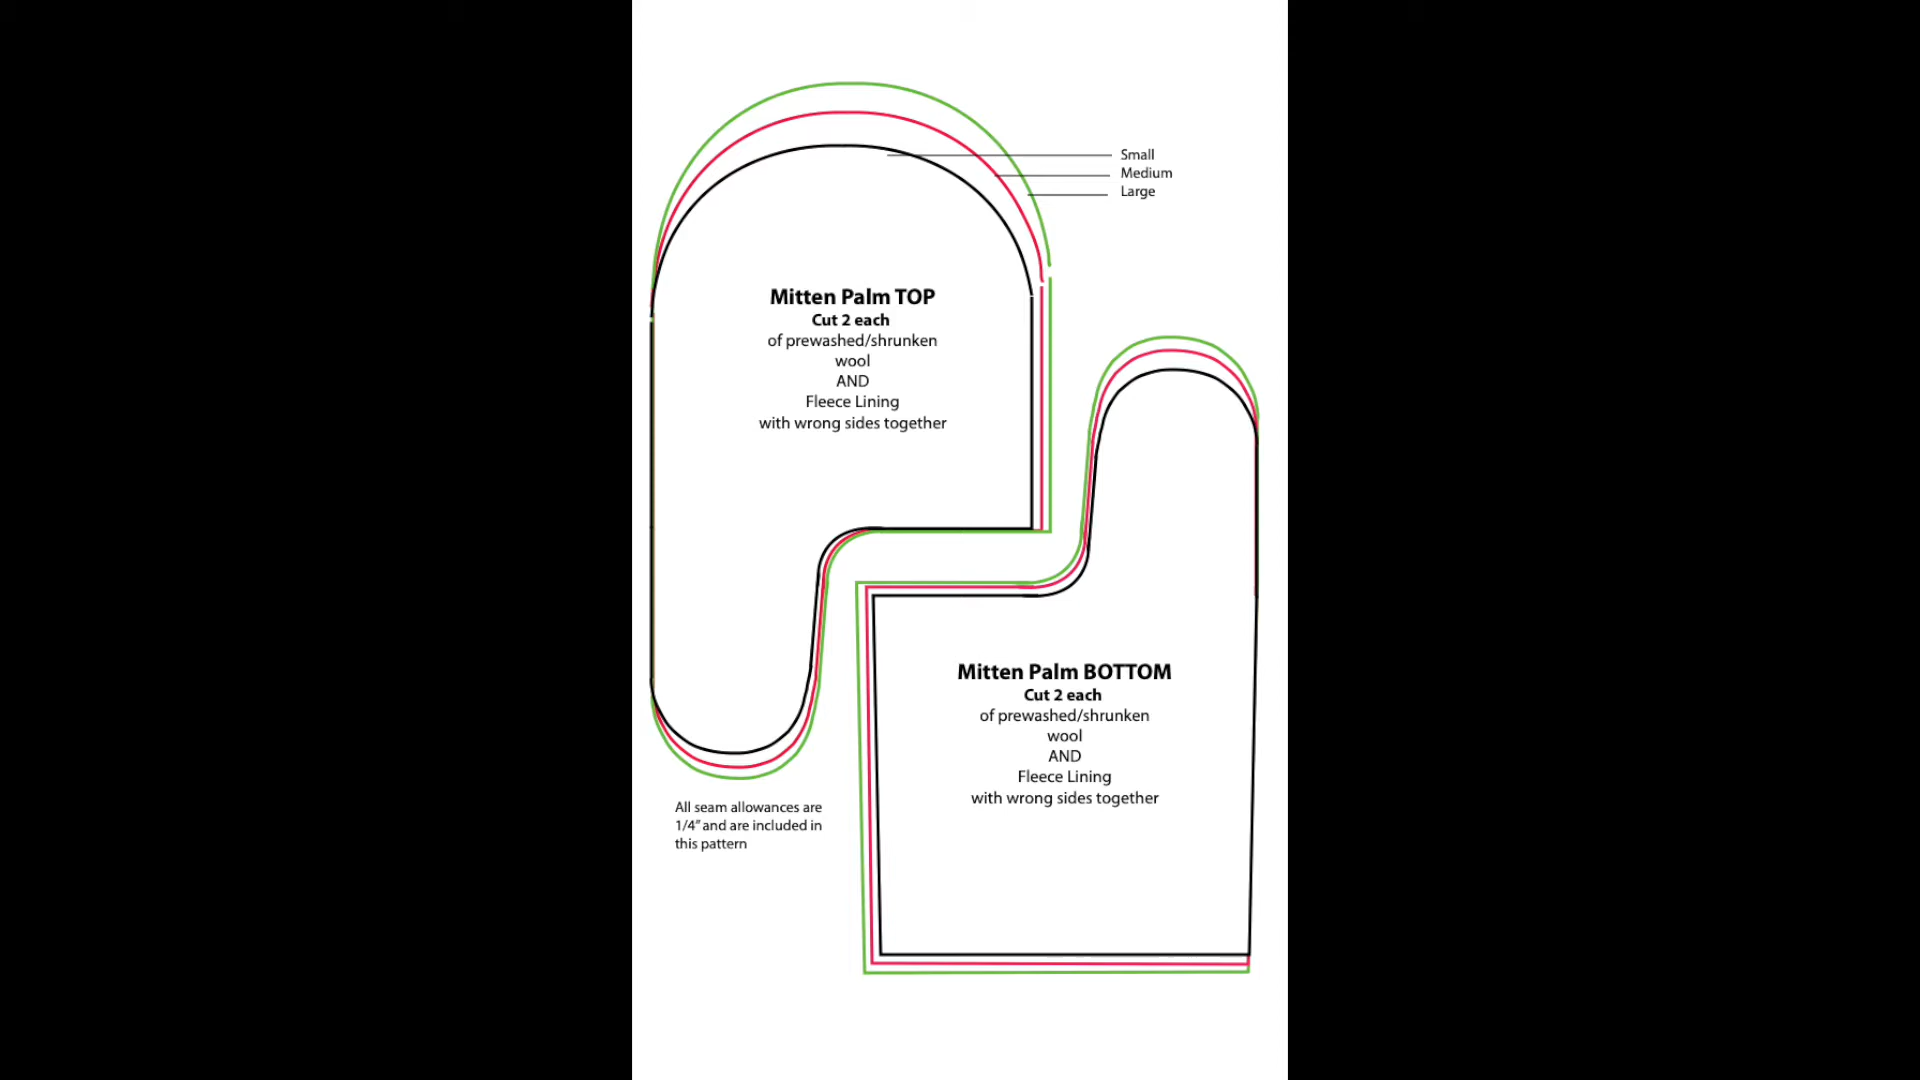 Small
Medium
Large
Mitten Palm TOP
Cut 2 each
of prewashed/shrunken
wool
AND
Fleece Lining
with wrong sides together
Mitten Palm BOTTOM
Cut 2 each
of prewashed/shrunken
wool
AND
Fleece Lining
with wrong sides together
All seam allowances are
1/4" and are included in
this pattern